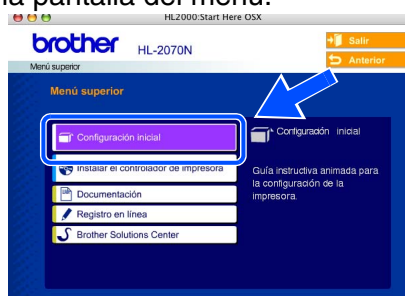 la pantalla del menú.
HL2000:Start Here OSX
brother HL-2070N
Salir
Anterior
Menú superior
Menú superior
Configuración inicial
Instalar el controlador de impresora
Documentación
Registro en línea
Brother Solutions Center
Configuración inicial
Guía instructiva animada para
la configuración de la
impresora.